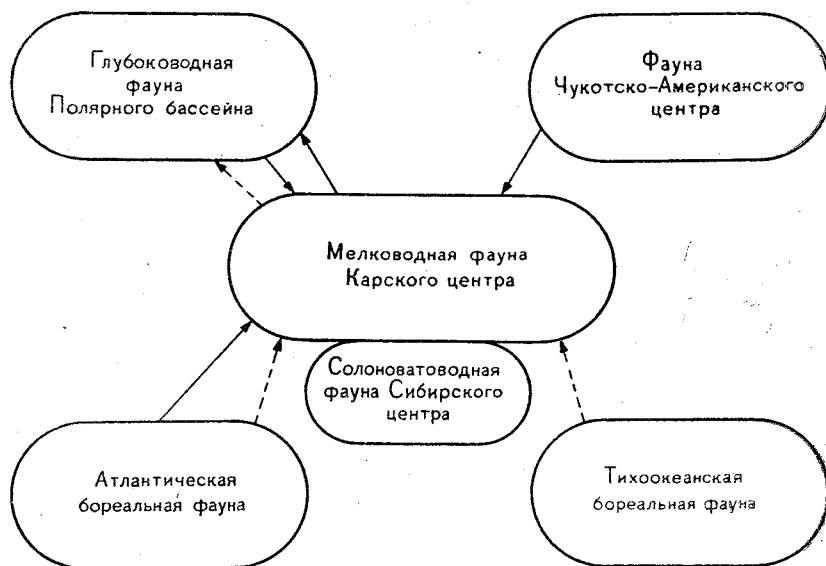 Глубоководная
фауна
Полярного бассейна
Фауна
Чукотско-Американского
центра
Мелководная фауна
Карского центра
Солоноватоводная
фауна Сибирского
центра
Атлантическая
бореальная фауна
Тихоокеанская
бореальная фауна